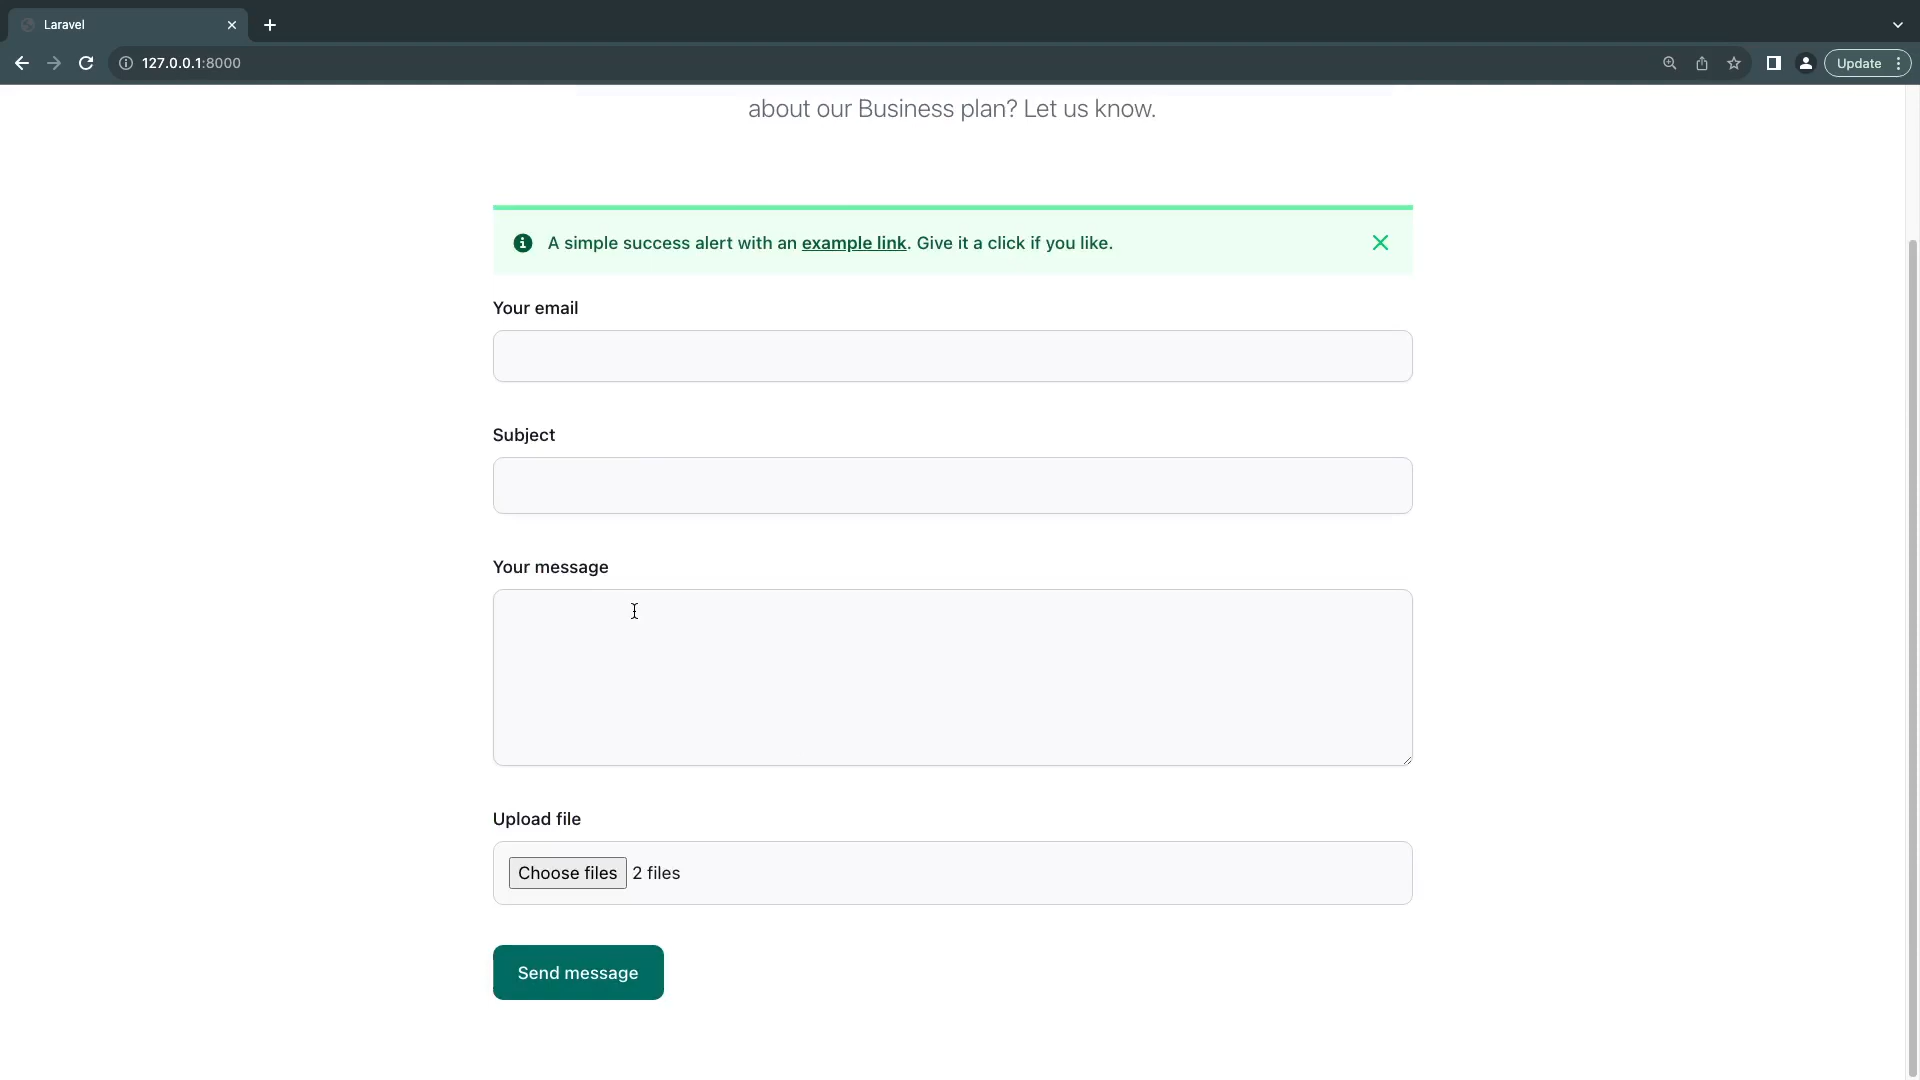 Laravel
127.0.0.1:8000
Update
about our Business plan? Let us know.
A simple success alert with an example link. Give it a click if you like.
Your email
Subject
Your message
Upload file
Choose files 2 files
Send message